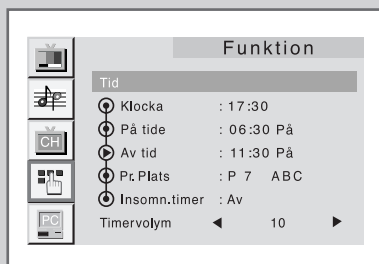 Funktion
Tid
Klocka : 17:30
På tide : 06:30 På
Av tid : 11:30 På
Pr. Plats : P 7 ABC
Insomn.timer : Av
Timervolym ◀ 10 ▶
CH
PC